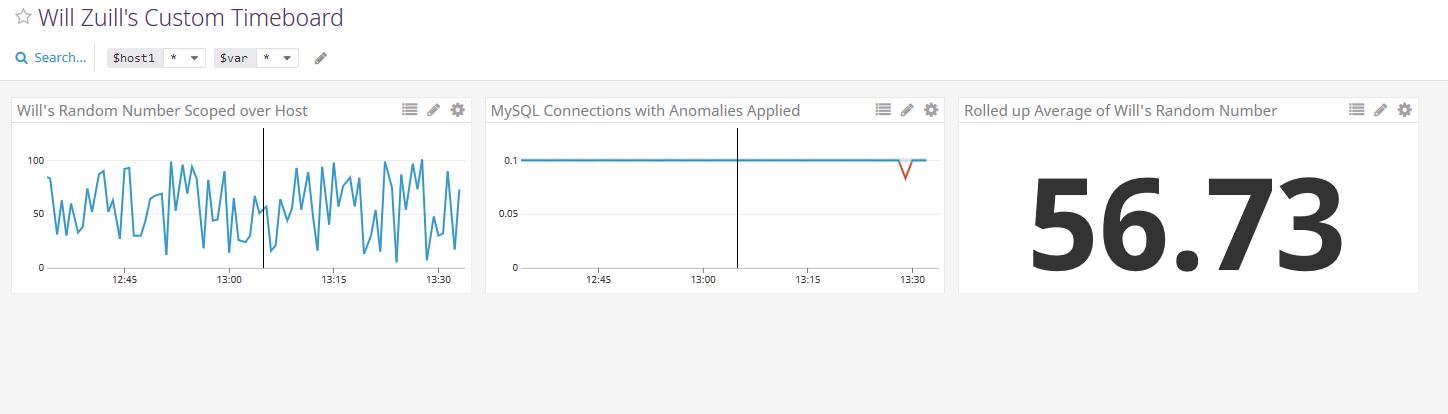 Will Zuill's Custom Timeboard
Search... $host1 * $var *
Will's Random Number Scoped over Host
100
50
0
12:45 13:00 13:15 13:30
MySQL Connections with Anomalies Applied
0.1
0.05
0
12:45 13:00 13:15 13:30
Rolled up Average of Will's Random Number
56.73